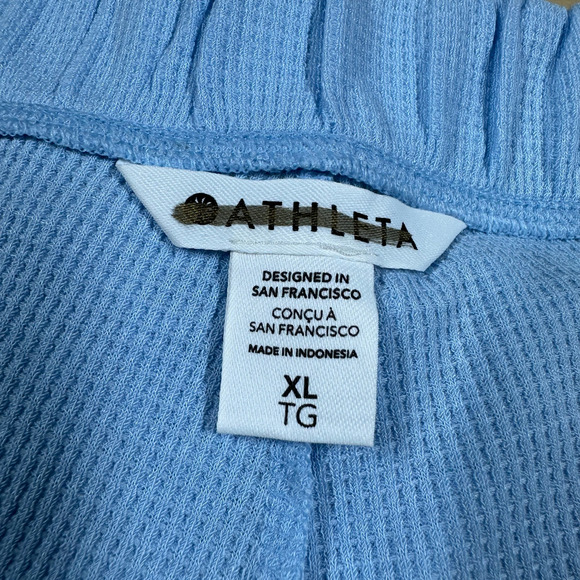 ATHLETA
DESIGNED IN
SAN FRANCISCO
CONÇU À
SAN FRANCISCO
MADE IN INDONESIA
XL
TG